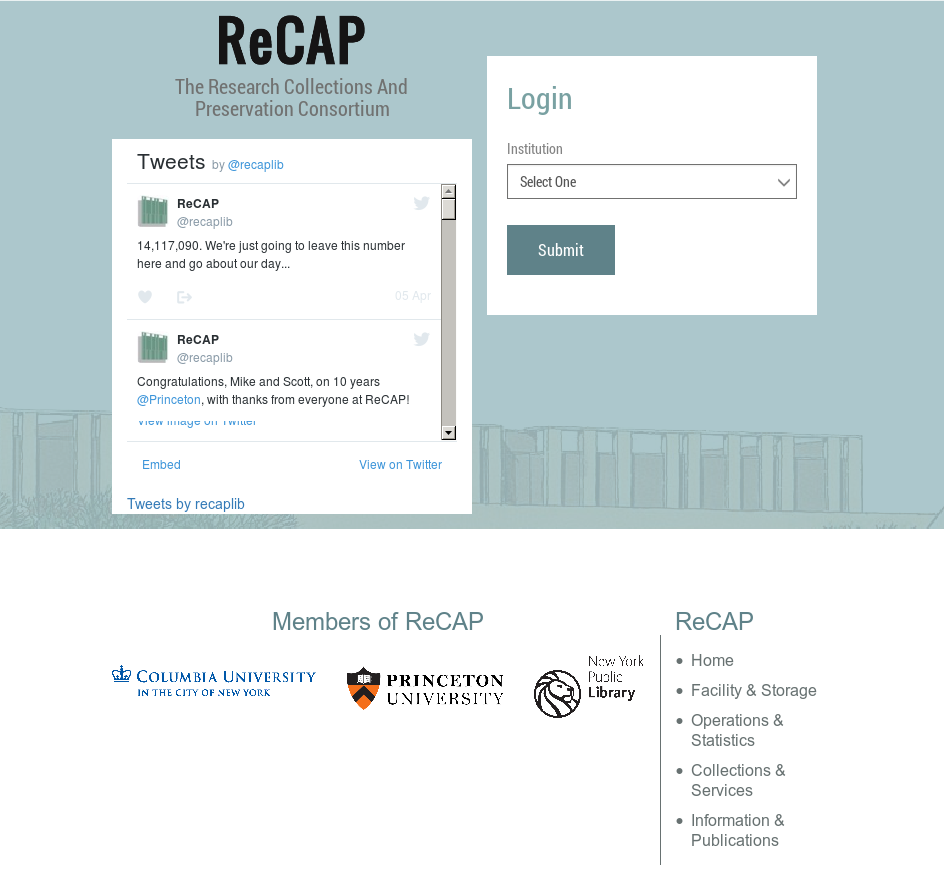 ReCAP
The Research Collections And
Preservation Consortium
Login
Institution
Select One
Submit
Tweets by @recaplib
ReCAP
@recaplib
14,117,090. We're just going to leave this number
here and go about our day...
05 Apr
ReCAP
@recaplib
Congratulations, Mike and Scott, on 10 years
@Princeton, with thanks from everyone at ReCAP!
View image on Twitter
Embed
View on Twitter
Tweets by recaplib
Members of ReCAP
COLUMBIA UNIVERSITY
IN THE CITY OF NEW YORK
PRINCETON
UNIVERSITY
New York
Public
Library
ReCAP
Home
Facility & Storage
Operations &
Statistics
Collections &
Services
Information &
Publications